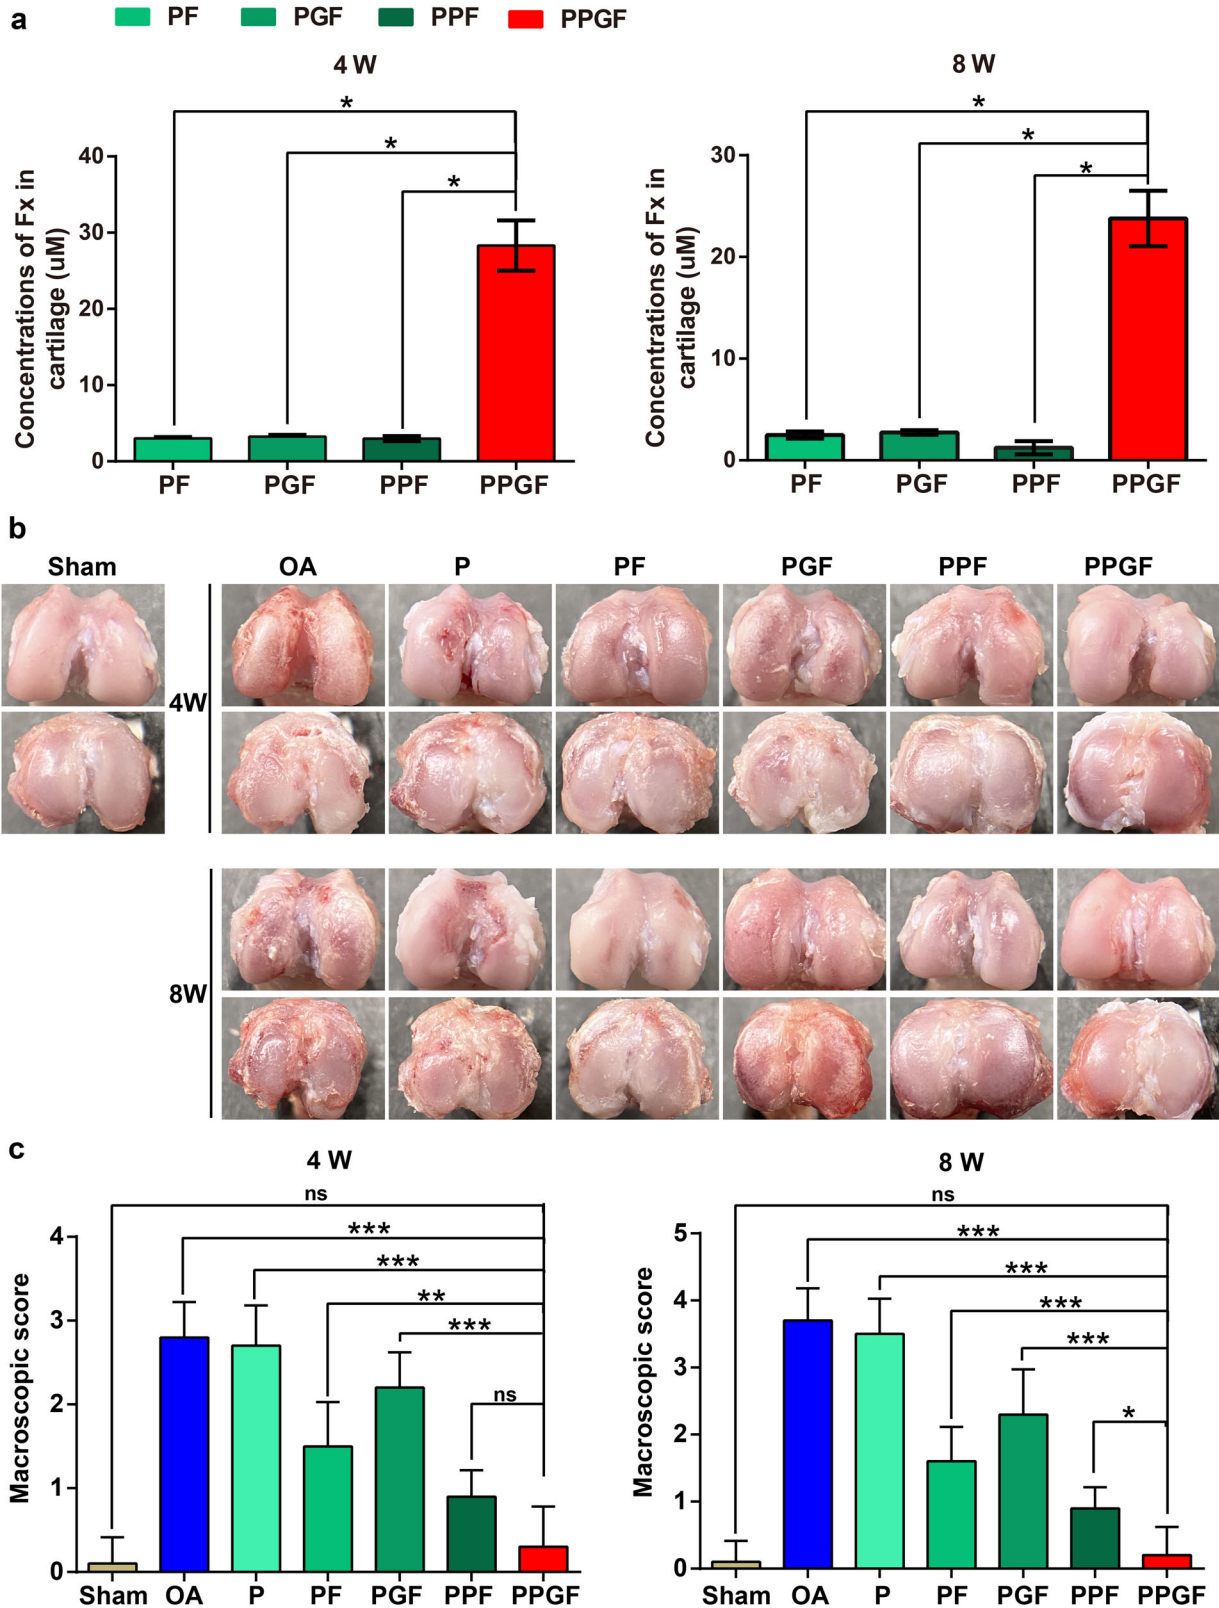 a
PF PGF PPF PPGF
4 W
*
*
*
Concentrations of Fx in
cartilage (uM)
40
30
20
10
0
PF PGF PPF PPGF
8 W
*
*
*
Concentrations of Fx in
cartilage (uM)
30
20
10
0
PF PGF PPF PPGF
b
Sham OA P PF PGF PPF PPGF
4W
8W
c
4 W
ns
***
***
**
***
ns
Macroscopic score
4
3
2
1
0
Sham OA P PF PGF PPF PPGF
8 W
ns
***
***
***
***
*
Macroscopic score
5
4
3
2
1
0
Sham OA P PF PGF PPF PPGF